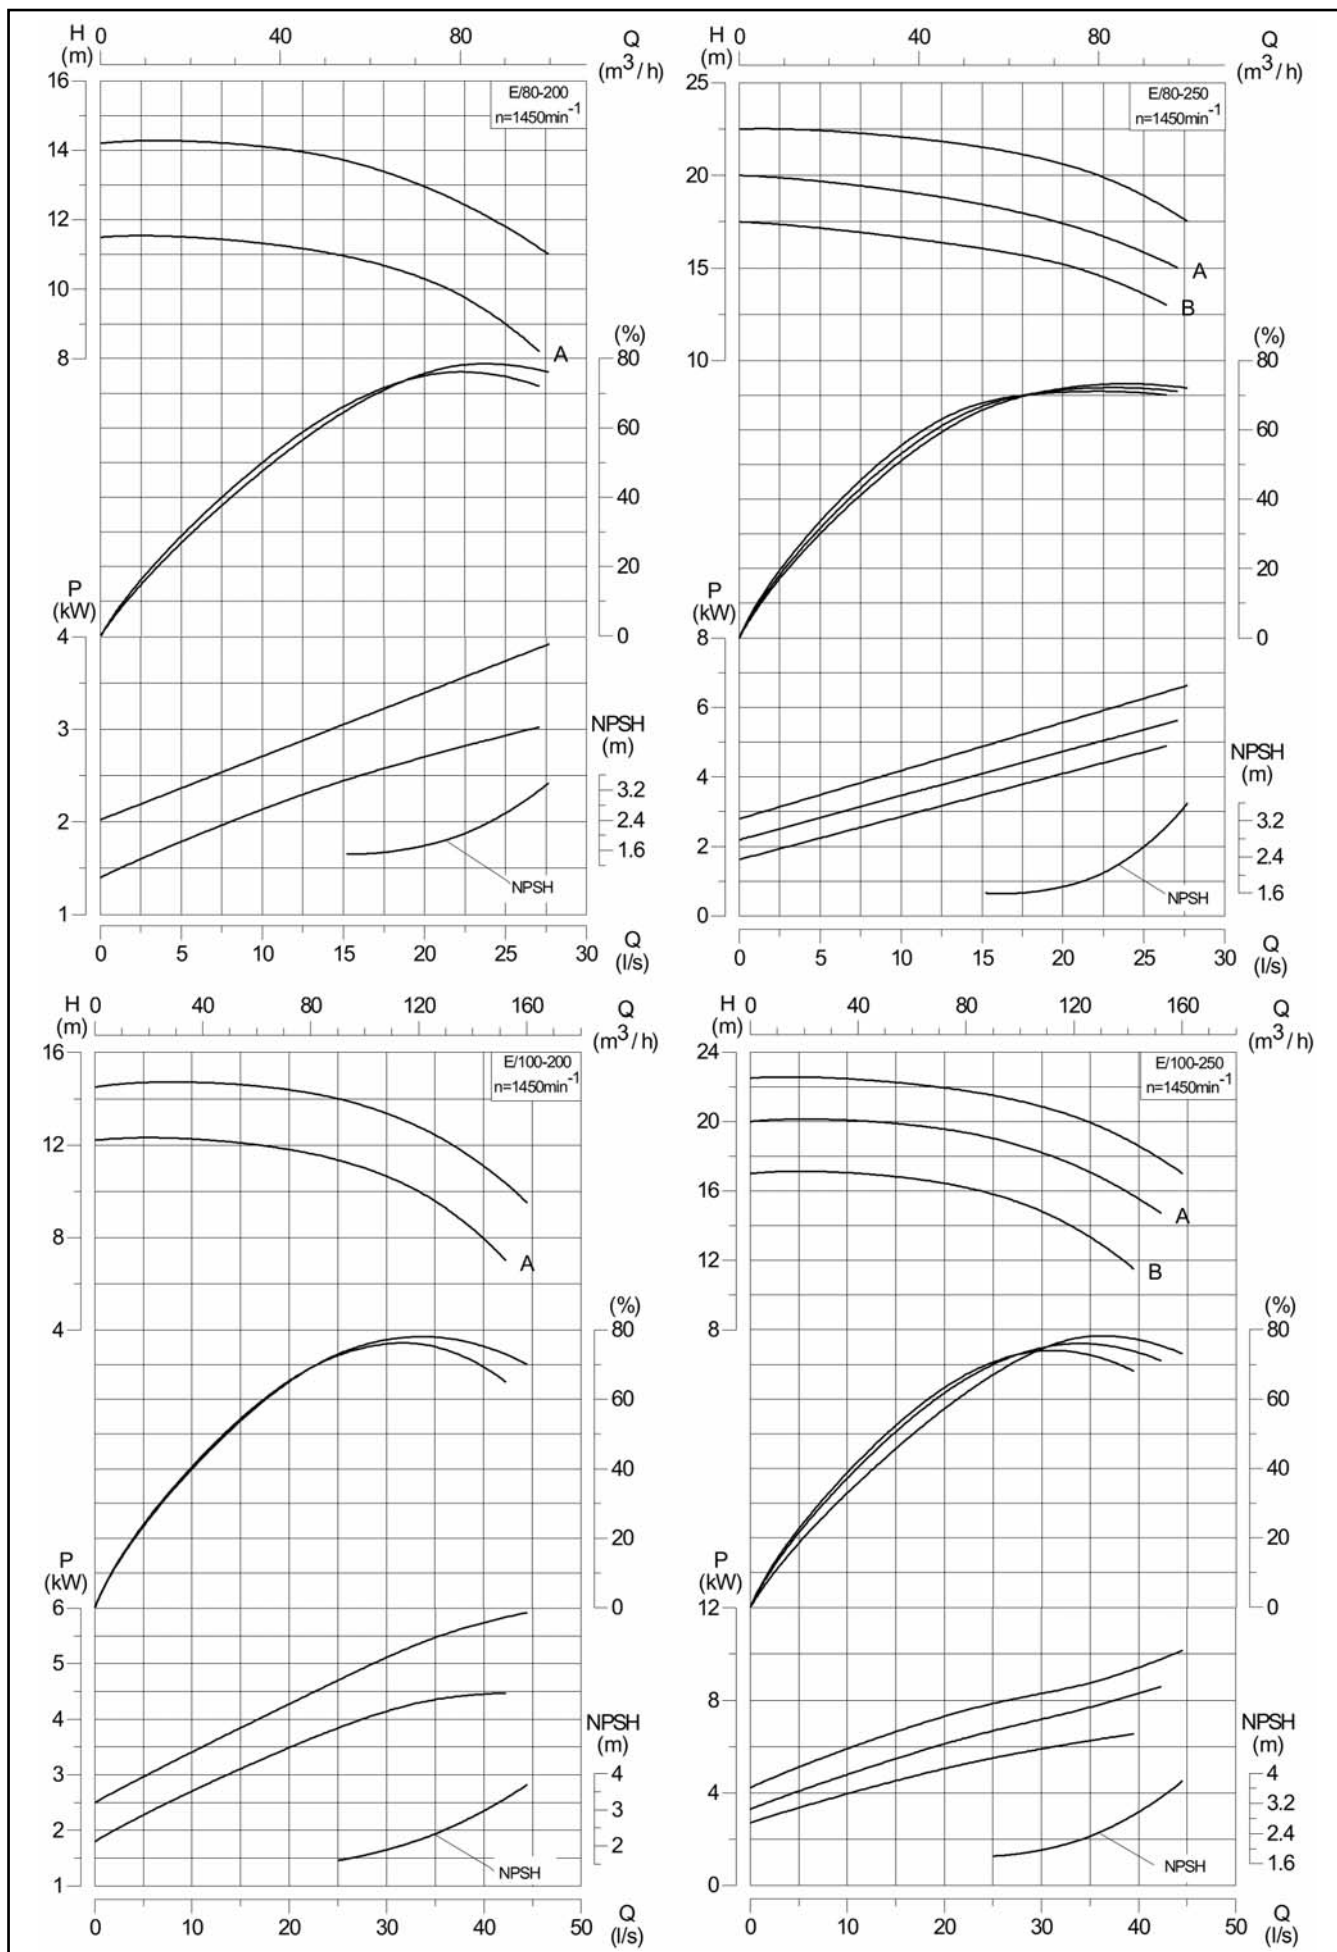 H 0 40 80 Q
(m) (m3/h)
16
E/80-200
n=1450min-1
14
12
10
A
(%)
8 80
60
40
20
P
(kW)
0
4
3 NPSH
(m)
3.2
2 2.4
1.6
NPSH
1
0 5 10 15 20 25 30 Q
(l/s)
H 0 40 80 Q
(m) (m3/h)
25
E/80-250
n=1450min-1
20
15 A
B
(%)
10 80
60
40
20
P
(kW)
8 0
6
NPSH
(m)
4
3.2
2 2.4
NPSH 1.6
0
0 5 10 15 20 25 30 Q
(l/s)
H 0 40 80 120 160 Q
(m) (m3/h)
16
E/100-200
n=1450min-1
12
8
A
(%)
4 80
60
40
20
P
(kW)
6 0
5
4 NPSH
(m)
3 4
3
2 2
NPSH
1
0 10 20 30 40 50 Q
(l/s)
H 0 40 80 120 160 Q
(m) (m3/h)
24
E/100-250
n=1450min-1
20
16
A
12 B
(%)
8 80
60
40
20
P
(kW)
12 0
8 NPSH
(m)
4
4 3.2
2.4
NPSH 1.6
0
0 10 20 30 40 50 Q
(l/s)